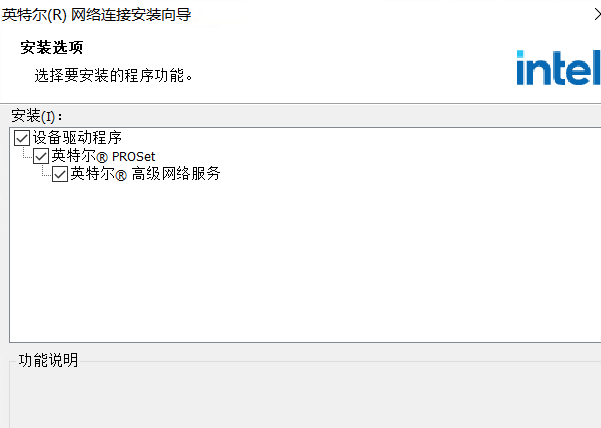 英特尔(R) 网络连接安装向导
安装选项
选择要安装的程序功能。
intel
安装(I)：
设备驱动程序
英特尔® PROSet
英特尔® 高级网络服务
功能说明